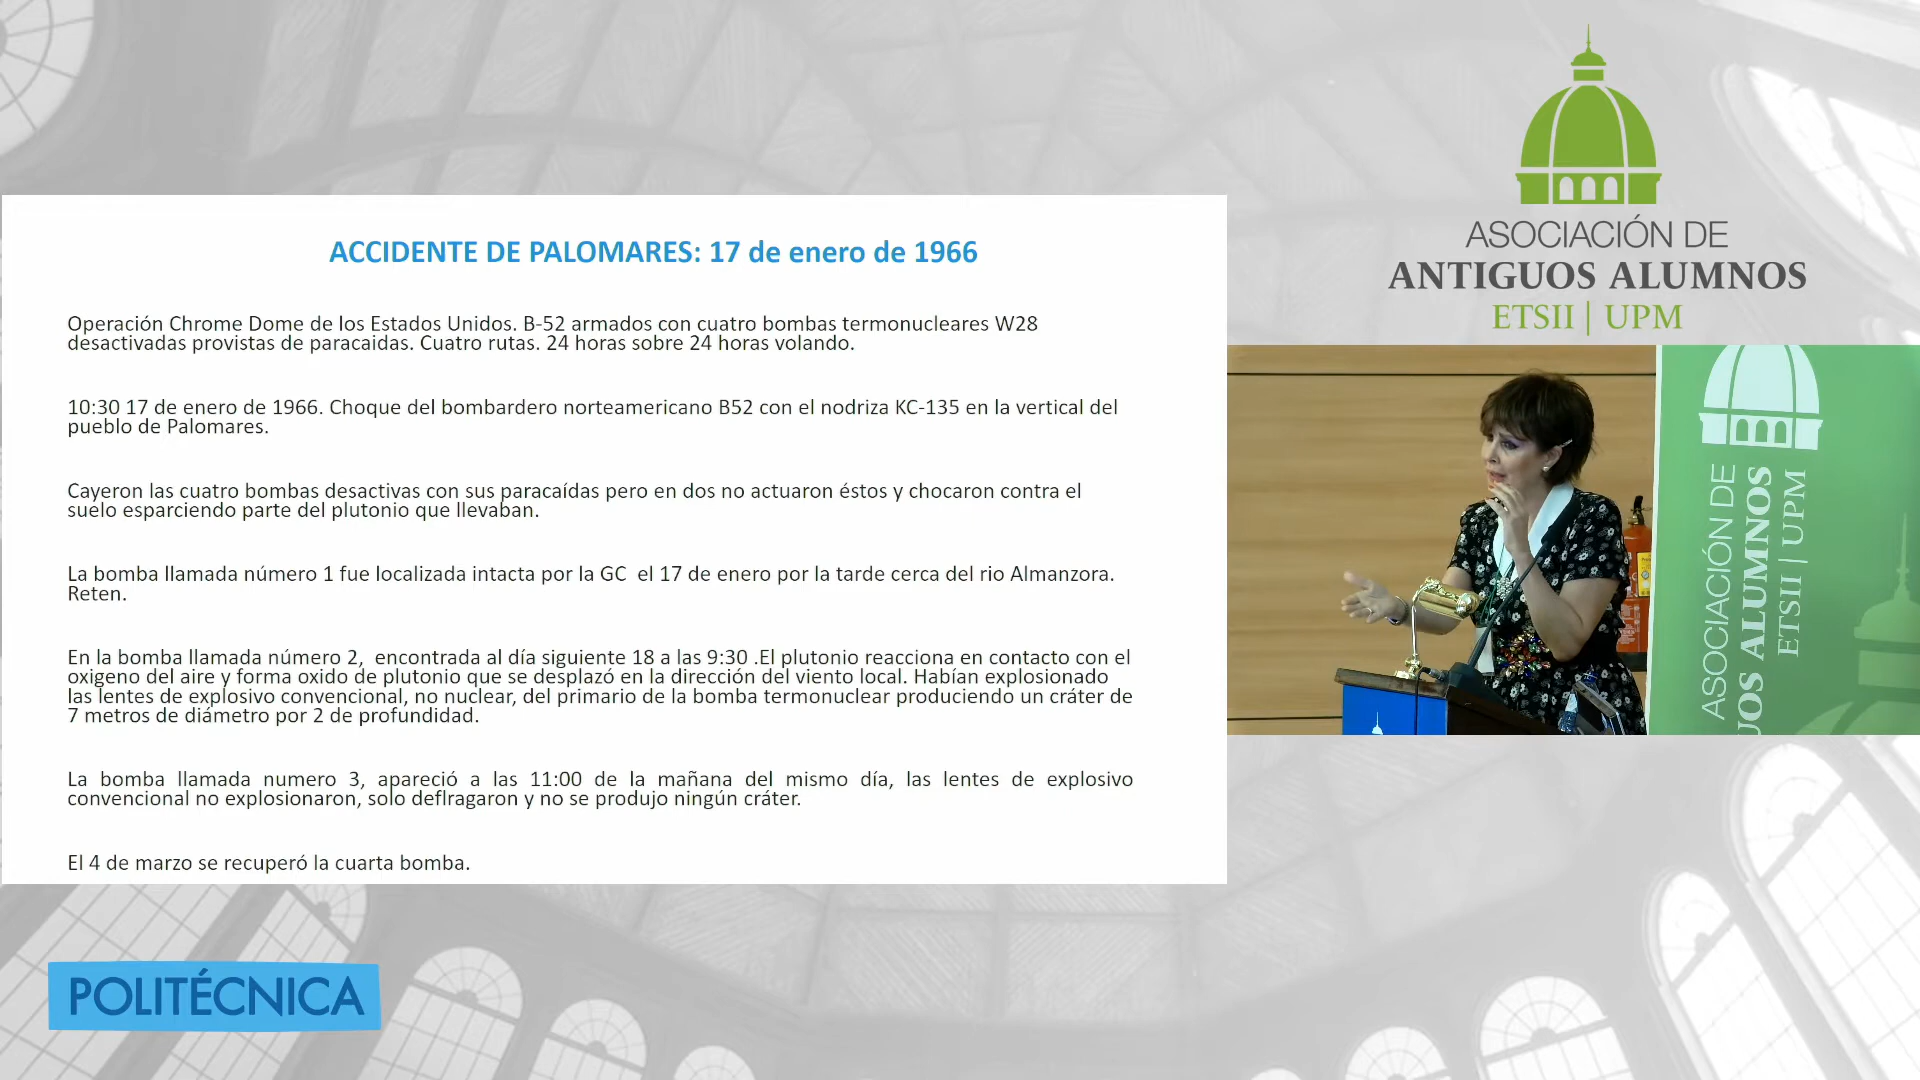 ACCIDENTE DE PALOMARES: 17 de enero de 1966
Operación Chrome Dome de los Estados Unidos. B-52 armados con cuatro bombas termonucleares W28
desactivadas provistas de paracaidas. Cuatro rutas. 24 horas sobre 24 horas volando.
10:30 17 de enero de 1966. Choque del bombardero norteamericano B52 con el nodriza KC-135 en la vertical del
pueblo de Palomares.
Cayeron las cuatro bombas desactivas con sus paracaídas pero en dos no actuaron éstos y chocaron contra el
suelo esparciendo parte del plutonio que llevaban.
La bomba llamada número 1 fue localizada intacta por la GC el 17 de enero por la tarde cerca del rio Almanzora.
Reten.
En la bomba llamada número 2, encontrada al día siguiente 18 a las 9:30 .El plutonio reacciona en contacto con el
oxigeno del aire y forma oxido de plutonio que se desplazó en la dirección del viento local. Habían explosionado
las lentes de explosivo convencional, no nuclear, del primario de la bomba termonuclear produciendo un cráter de
7 metros de diámetro por 2 de profundidad.
La bomba llamada numero 3, apareció a las 11:00 de la mañana del mismo día, las lentes de explosivo
convencional no explosionaron, solo deflragaron y no se produjo ningún cráter.
El 4 de marzo se recuperó la cuarta bomba.
ASOCIACIÓN DE
ANTIGUOS ALUMNOS
ETSII | UPM
ASOCIACIÓN DE
UOS ALUMNOS
ETSII | UPM
POLITÉCNICA